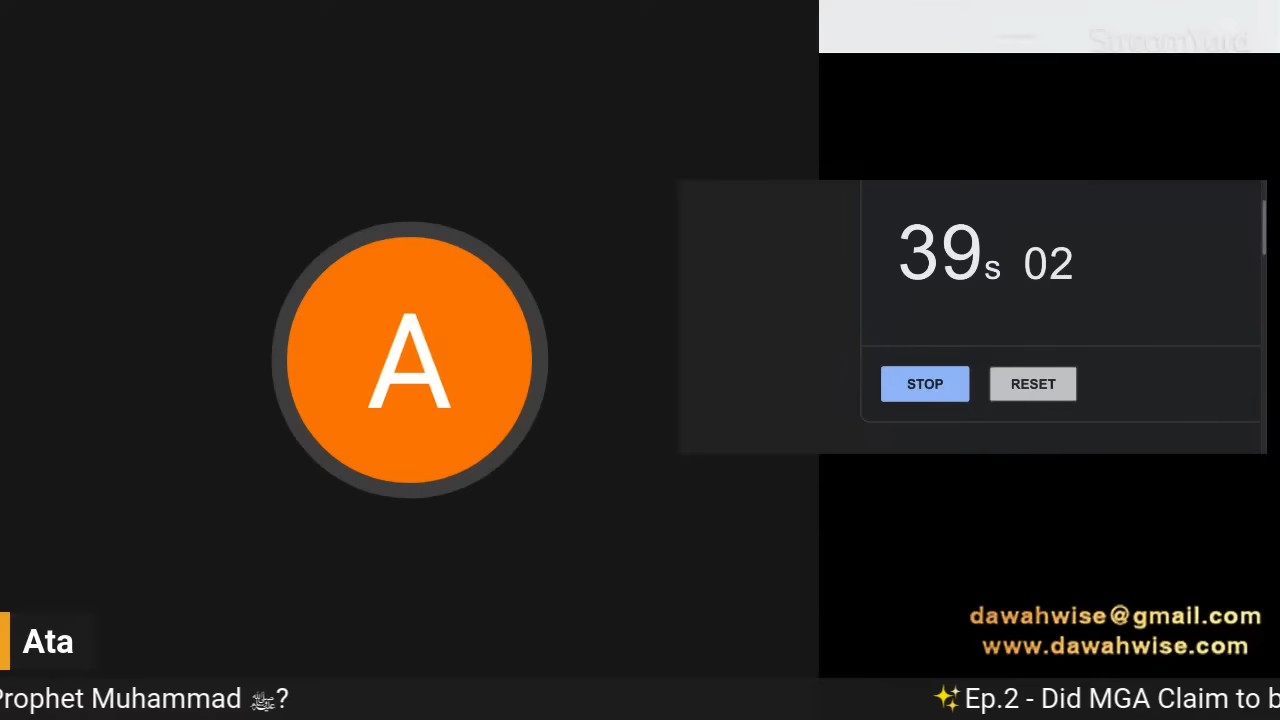 StreamYard
39s 02
STOP RESET
A
Ata
dawahwise@gmail.com
www.dawahwise.com
Prophet Muhammad ﷺ? ✨Ep.2 - Did MGA Claim to b